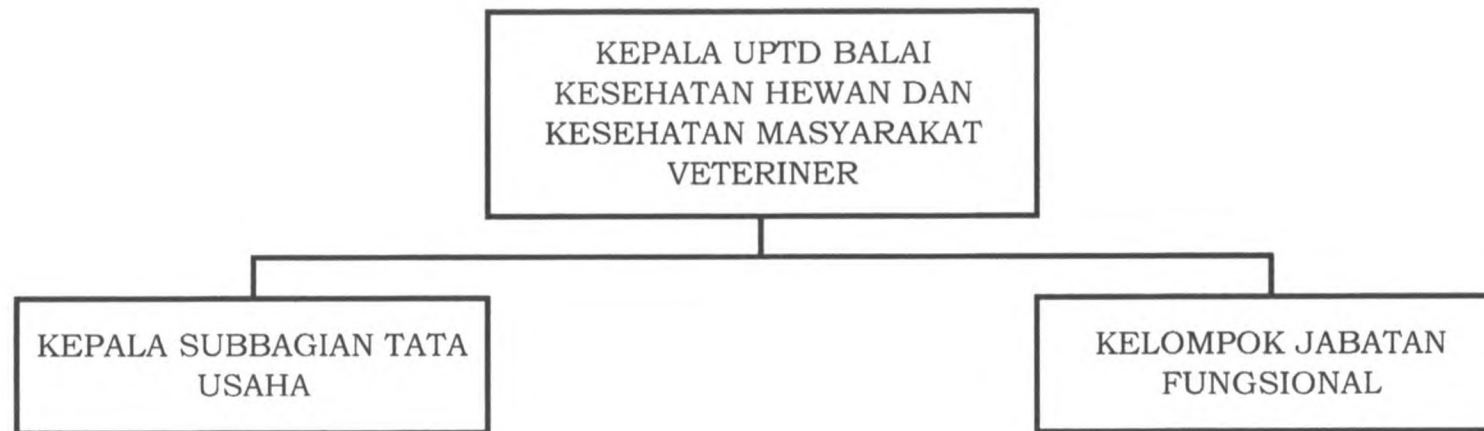 KEPALA UPTD BALAI
KESEHATAN HEWAN DAN
KESEHATAN MASYARAKAT
VETERINER
KEPALA SUBBAGIAN TATA
USAHA
KELOMPOK JABATAN
FUNGSIONAL